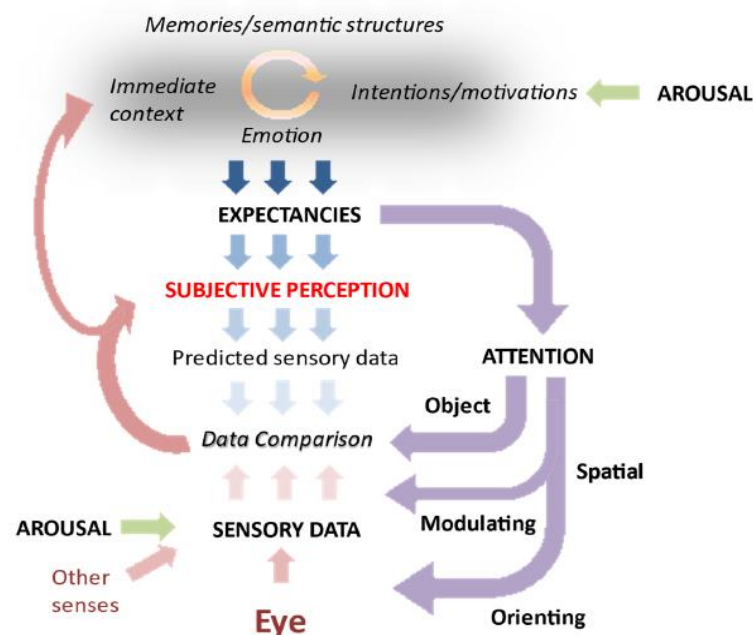 Memories/semantic structures
Immediate
context
Intentions/motivations
AROUSAL
Emotion
EXPECTANCIES
SUBJECTIVE PERCEPTION
Predicted sensory data
ATTENTION
Object
Data Comparison
Spatial
AROUSAL
SENSORY DATA
Modulating
Other
senses
Eye
Orienting